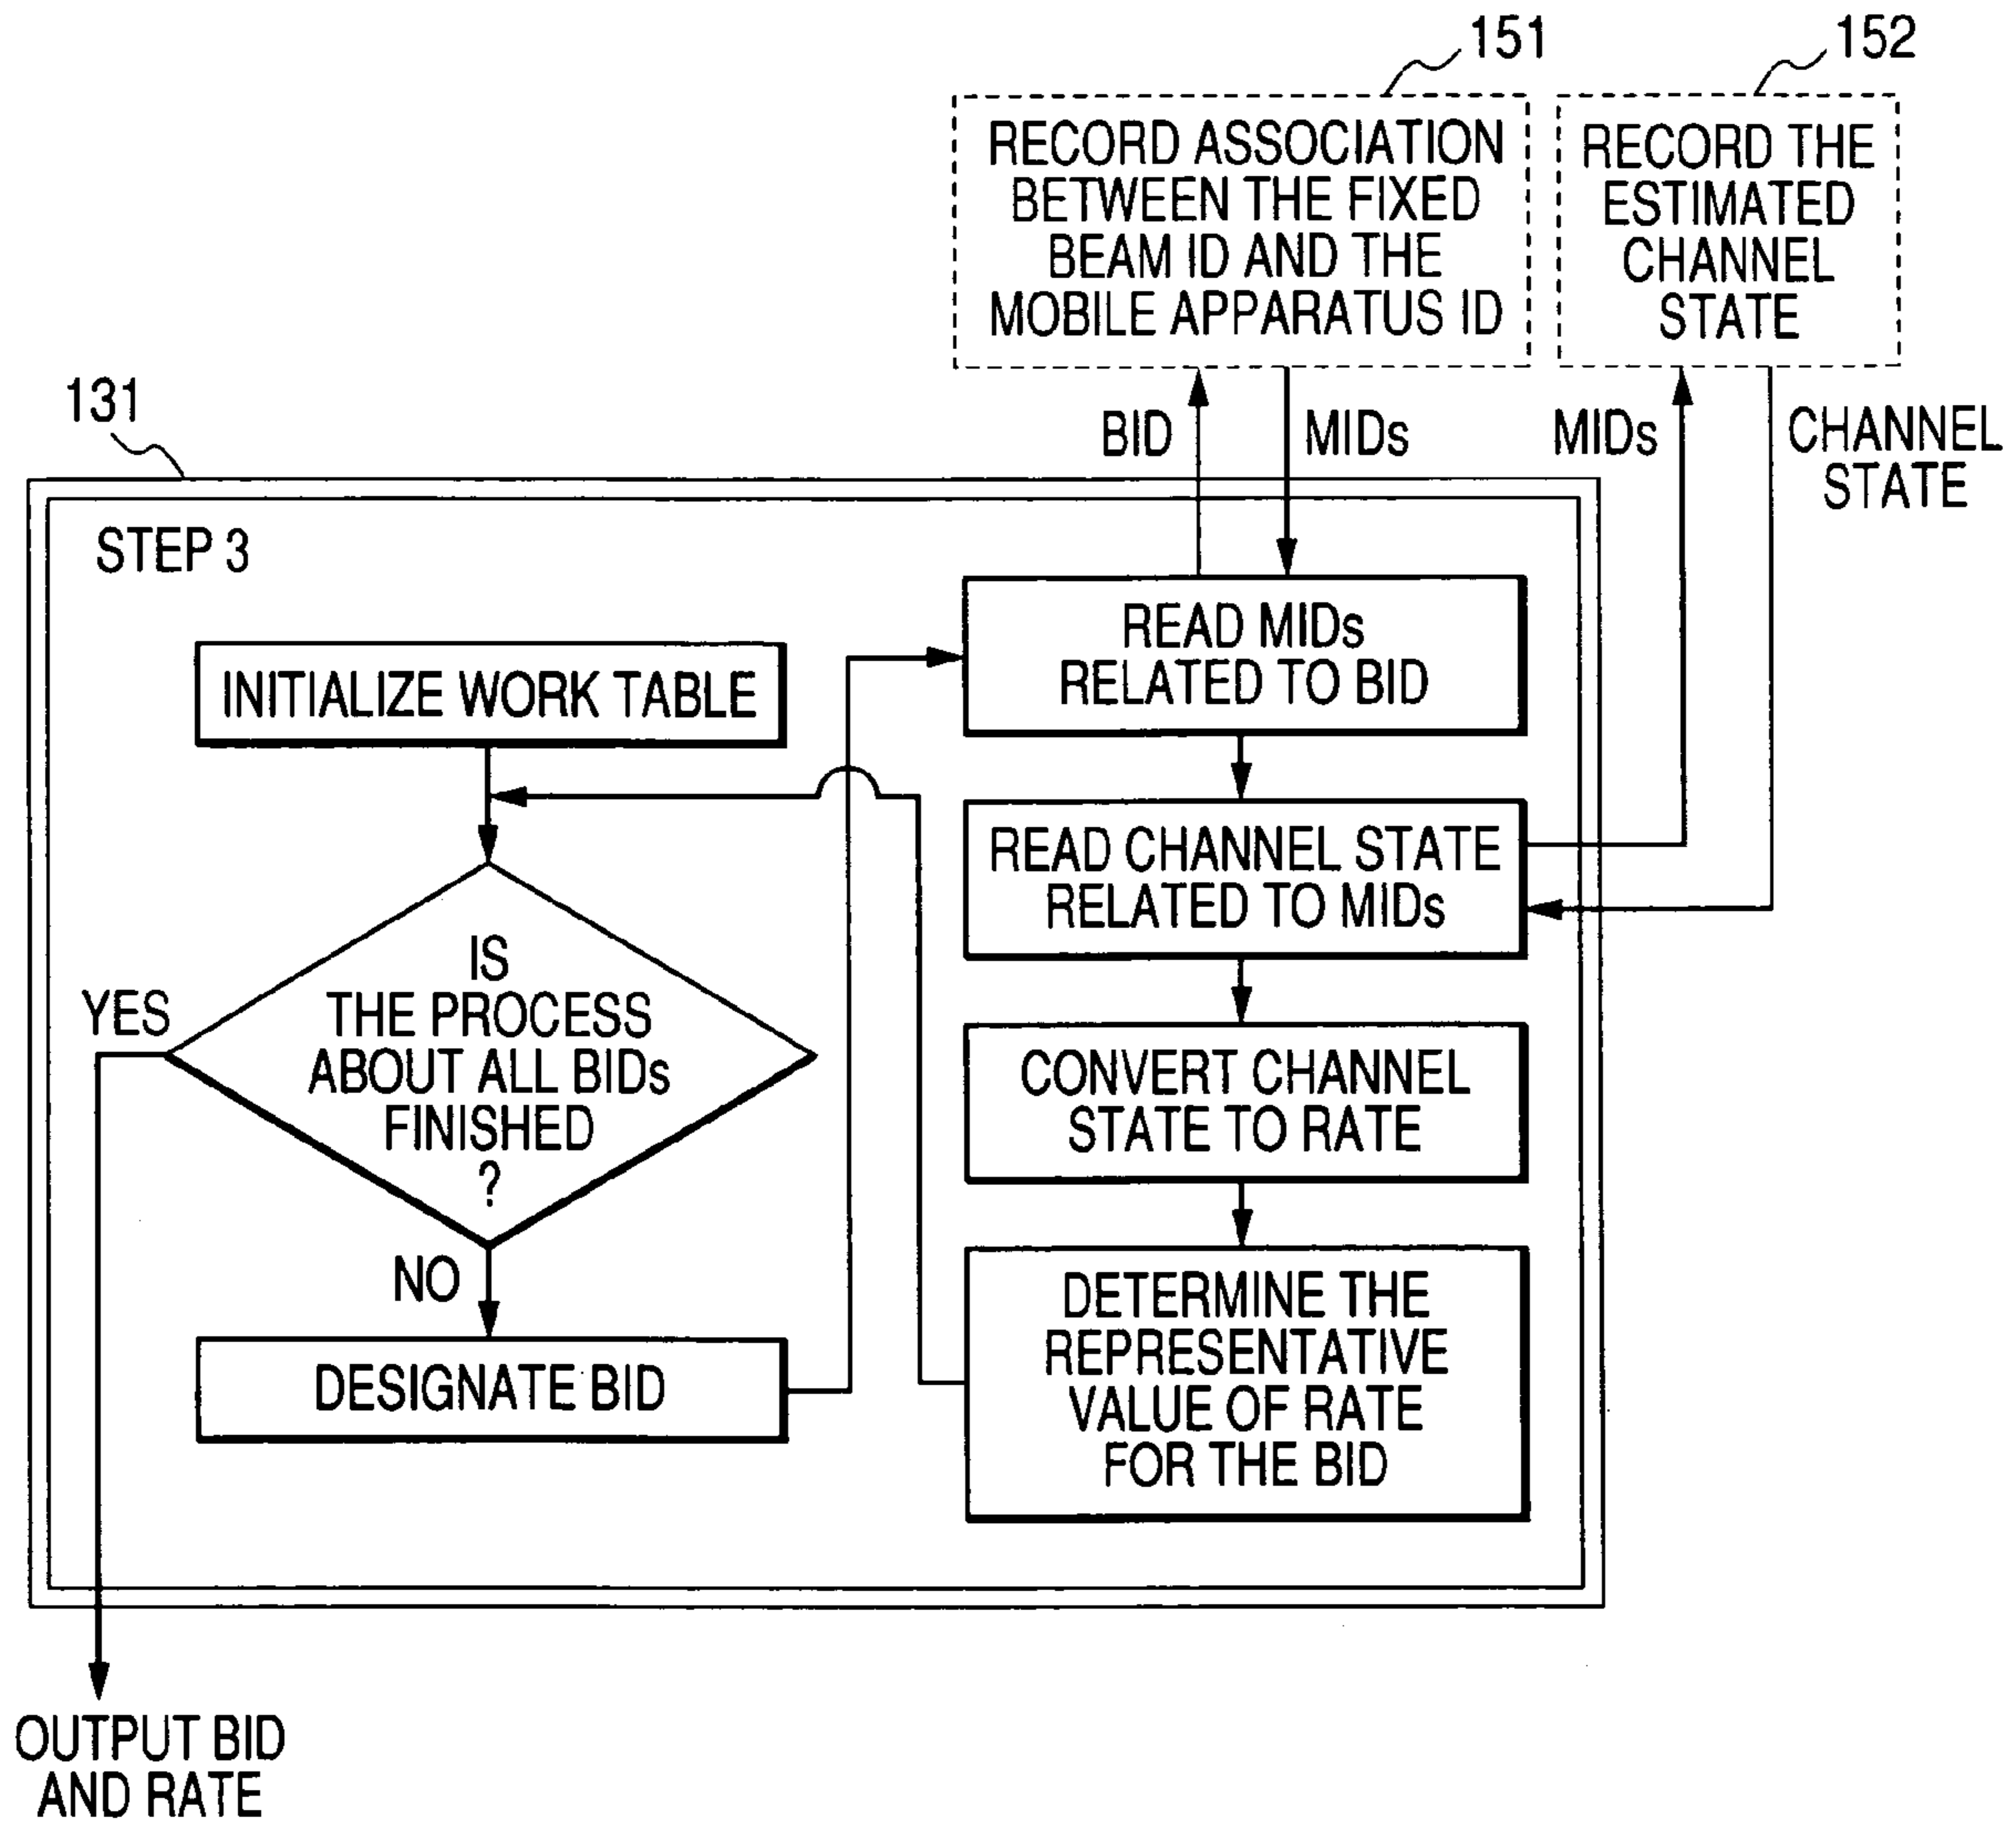 151
152
RECORD ASSOCIATION
BETWEEN THE FIXED
BEAM ID AND THE
MOBILE APPARATUS ID
RECORD THE
ESTIMATED
CHANNEL
STATE
131
BID
MIDs
MIDs
CHANNEL
STATE
STEP 3
INITIALIZE WORK TABLE
READ MIDs
RELATED TO BID
READ CHANNEL STATE
RELATED TO MIDs
YES
IS
THE PROCESS
ABOUT ALL BIDs
FINISHED
?
CONVERT CHANNEL
STATE TO RATE
NO
DESIGNATE BID
DETERMINE THE
REPRESENTATIVE
VALUE OF RATE
FOR THE BID
OUTPUT BID
AND RATE